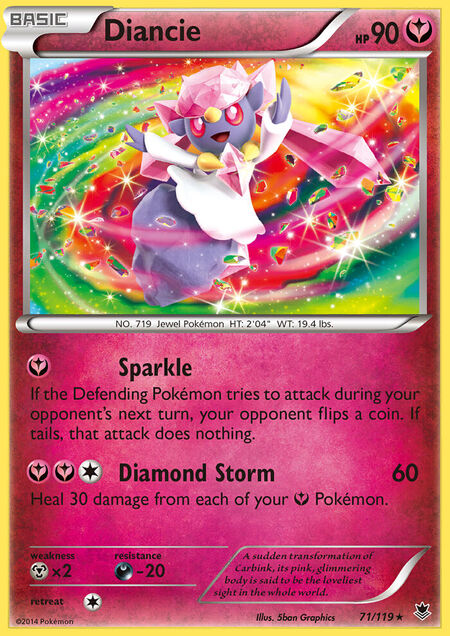 BASIC
Diancie
HP 90
NO. 719 Jewel Pokémon HT: 2'04" WT: 19.4 lbs.
Sparkle
If the Defending Pokémon tries to attack during your
opponent's next turn, your opponent flips a coin. If
tails, that attack does nothing.
Diamond Storm 60
Heal 30 damage from each of your Pokémon.
weakness resistance
×2 -20
retreat
A sudden transformation of
Carbink, its pink, glimmering
body is said to be the loveliest
sight in the whole world.
©2014 Pokémon
Illus. 5ban Graphics
71/119★